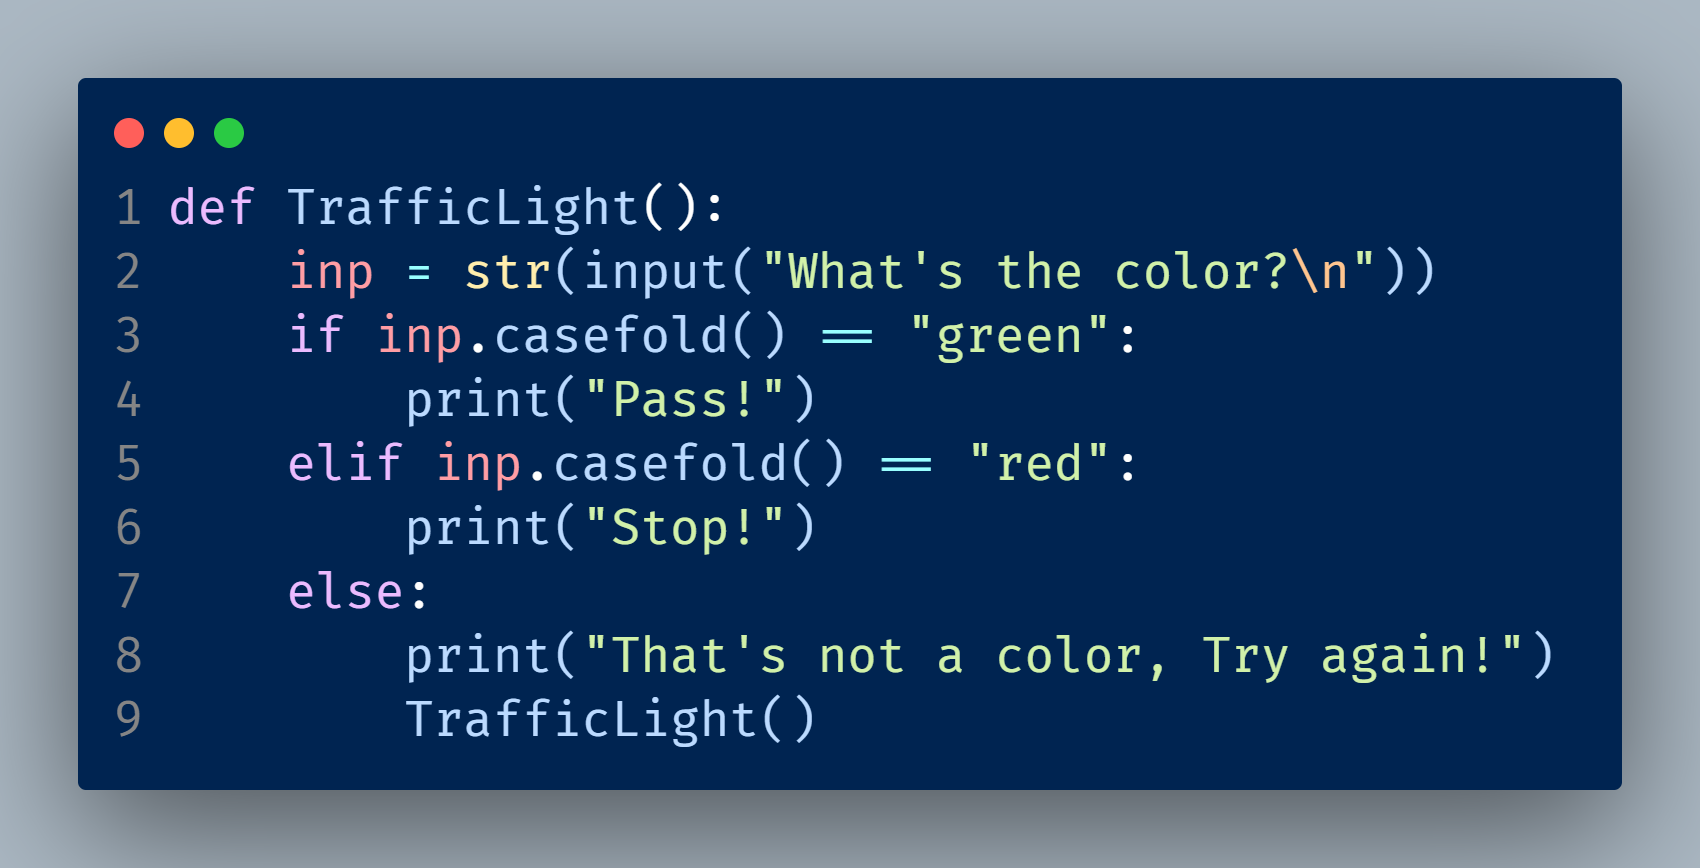 1 def TrafficLight():
2     inp = str(input("What's the color?\n"))
3     if inp.casefold() == "green":
4         print("Pass!")
5     elif inp.casefold() == "red":
6         print("Stop!")
7     else:
8         print("That's not a color, Try again!")
9         TrafficLight()